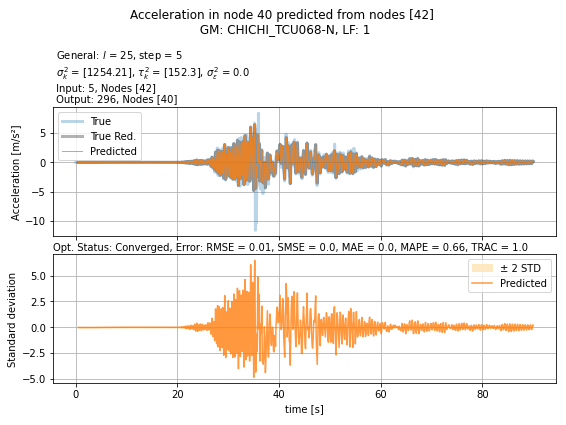 Acceleration in node 40 predicted from nodes [42]
GM: CHICHI_TCU068-N, LF: 1
General: l = 25, step = 5
σ²ₖ = [1254.21], τ²ₖ = [152.3], σ²ε = 0.0
Input: 5, Nodes [42]
Output: 296, Nodes [40]
Acceleration [m/s²]
5
0
−5
−10
True
True Red.
Predicted
Opt. Status: Converged, Error: RMSE = 0.01, SMSE = 0.0, MAE = 0.0, MAPE = 0.66, TRAC = 1.0
Standard deviation
5.0
2.5
0.0
−2.5
−5.0
± 2 STD
Predicted
0 20 40 60 80
time [s]